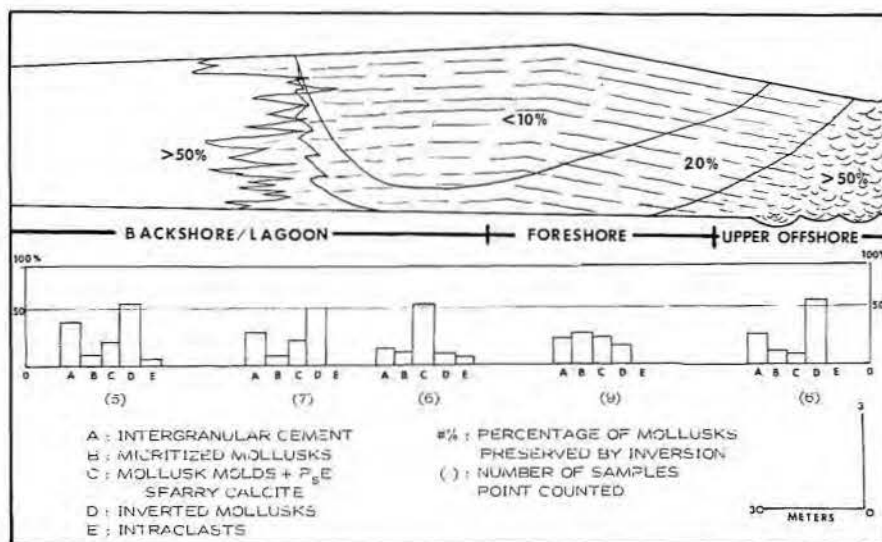 <10%
>50%
20%
>50%
BACKSHORE/LAGOON FORESHORE UPPER OFFSHORE
100% 100%
50 50
0 A B C D E A B C D E A B C D E A B C D E A B C D E 0
(5) (7) (6) (9) (6)
A : INTERGRANULAR CEMENT
B : MICRITIZED MOLLUSKS
C : MOLLUSK MOLDS + PsE
SPARRY CALCITE
D : INVERTED MOLLUSKS
E : INTRACLASTS
#% : PERCENTAGE OF MOLLUSKS
PRESERVED BY INVERSION
( ) : NUMBER OF SAMPLES
POINT COUNTED
3
30 METERS 0